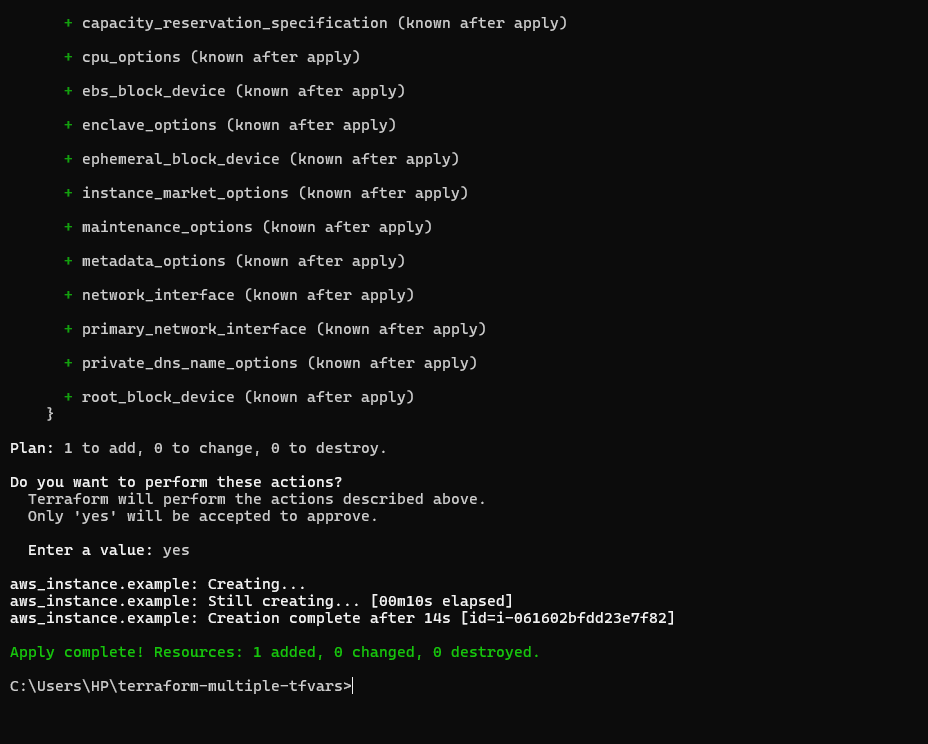 + capacity_reservation_specification (known after apply)
+ cpu_options (known after apply)
+ ebs_block_device (known after apply)
+ enclave_options (known after apply)
+ ephemeral_block_device (known after apply)
+ instance_market_options (known after apply)
+ maintenance_options (known after apply)
+ metadata_options (known after apply)
+ network_interface (known after apply)
+ primary_network_interface (known after apply)
+ private_dns_name_options (known after apply)
+ root_block_device (known after apply)
}
Plan: 1 to add, 0 to change, 0 to destroy.
Do you want to perform these actions?
Terraform will perform the actions described above.
Only 'yes' will be accepted to approve.
Enter a value: yes
aws_instance.example: Creating...
aws_instance.example: Still creating... [00m10s elapsed]
aws_instance.example: Creation complete after 14s [id=i-061602bfdd23e7f82]
Apply complete! Resources: 1 added, 0 changed, 0 destroyed.
C:\Users\HP\terraform-multiple-tfvars>